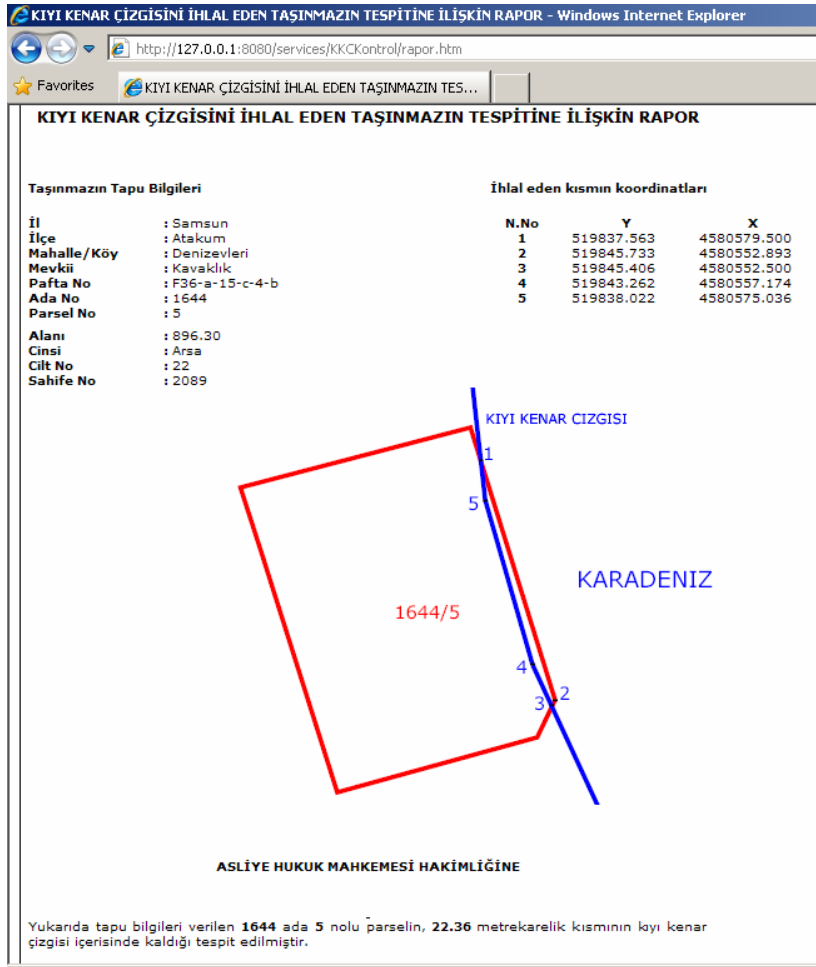 KIYI KENAR ÇİZGİSİNİ İHLAL EDEN TAŞINMAZIN TESPİTİNE İLİŞKİN RAPOR - Windows Internet Explorer
http://127.0.0.1:8080/services/KKCKontrol/rapor.htm
Favorites
KIYI KENAR ÇİZGİSİNİ İHLAL EDEN TAŞINMAZIN TES...
KIYI KENAR ÇİZGİSİNİ İHLAL EDEN TAŞINMAZIN TESPİTİNE İLİŞKİN RAPOR
Taşınmazın Tapu Bilgileri
İl : Samsun
İlçe : Atakum
Mahalle/Köy : Denizevleri
Mevkii : Kavaklık
Pafta No : F36-a-15-c-4-b
Ada No : 1644
Parsel No : 5
Alanı : 896.30
Cinsi : Arsa
Cilt No : 22
Sahife No : 2089
İhlal eden kısmın koordinatları
N.No Y X
1 519837.563 4580579.500
2 519845.733 4580552.893
3 519845.406 4580552.500
4 519843.262 4580557.174
5 519838.022 4580575.036
KIYI KENAR CIZGISI
1
5
KARADENIZ
1644/5
4
2
3
ASLİYE HUKUK MAHKEMESİ HAKİMLİĞİNE
Yukarıda tapu bilgileri verilen 1644 ada 5 nolu parselin, 22.36 metrekarelik kısmının kıyı kenar
çizgisi içerisinde kaldığı tespit edilmiştir.